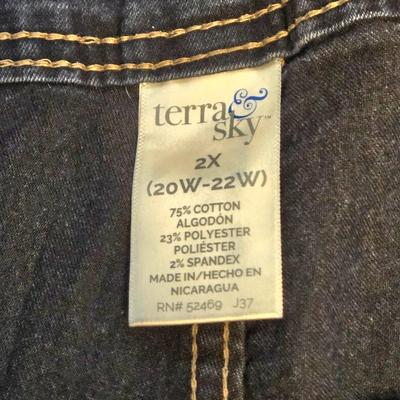 terra &
sky™
2X
(20W-22W)
75% COTTON
ALGODÓN
23% POLYESTER
POLIÉSTER
2% SPANDEX
MADE IN/HECHO EN
NICARAGUA
RN# 52469 J37